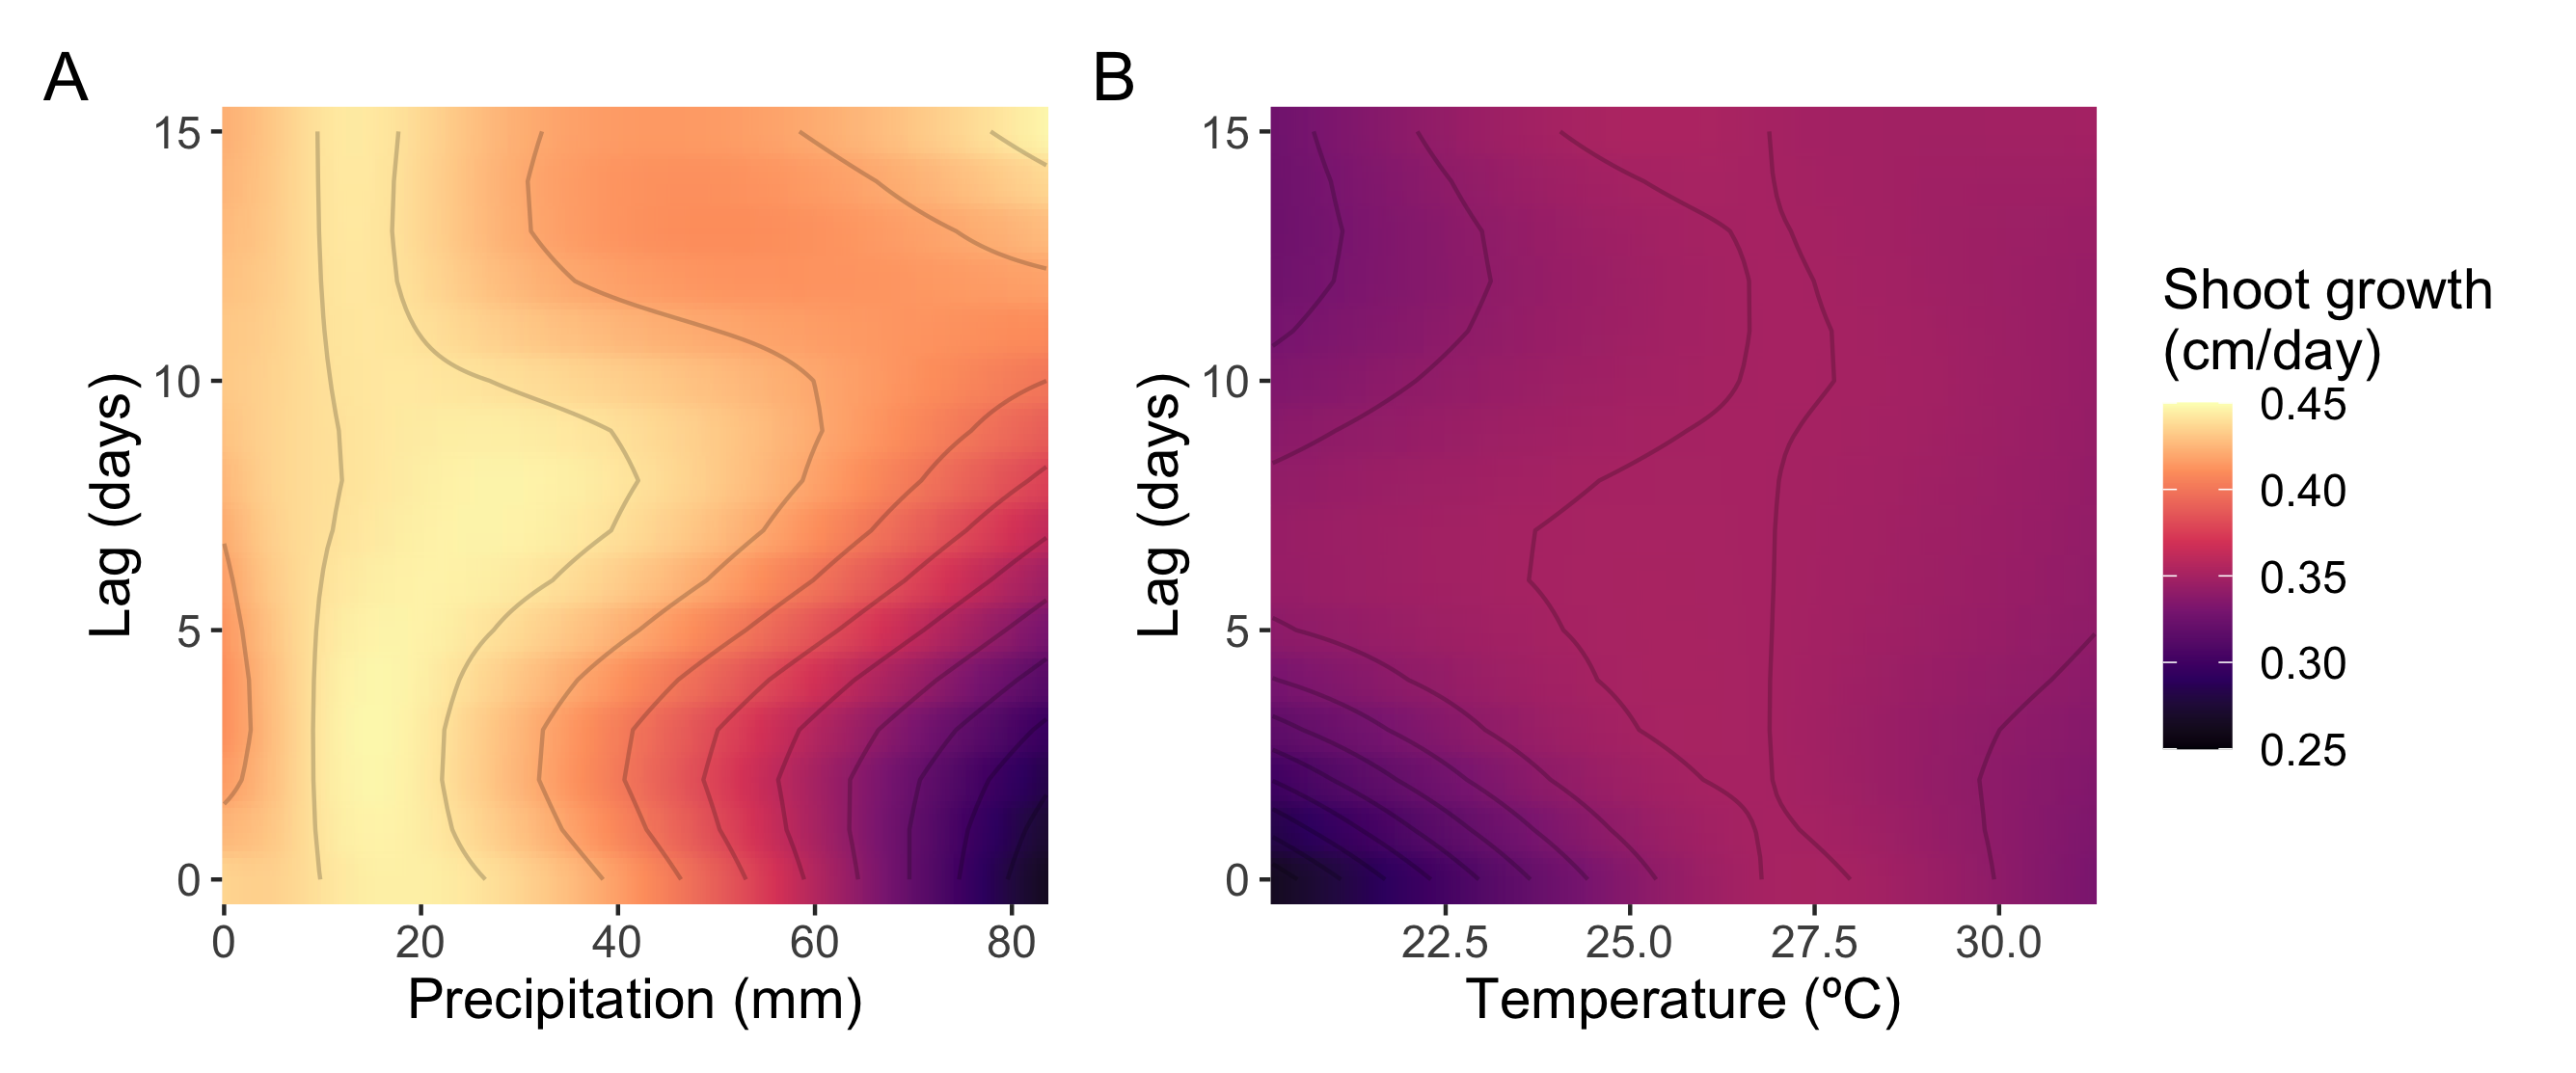 A
B
15
10
5
0
Lag (days)
0
20
40
60
80
Precipitation (mm)
15
10
5
0
Lag (days)
22.5
25.0
27.5
30.0
Temperature (ºC)
Shoot growth
(cm/day)
0.45
0.40
0.35
0.30
0.25